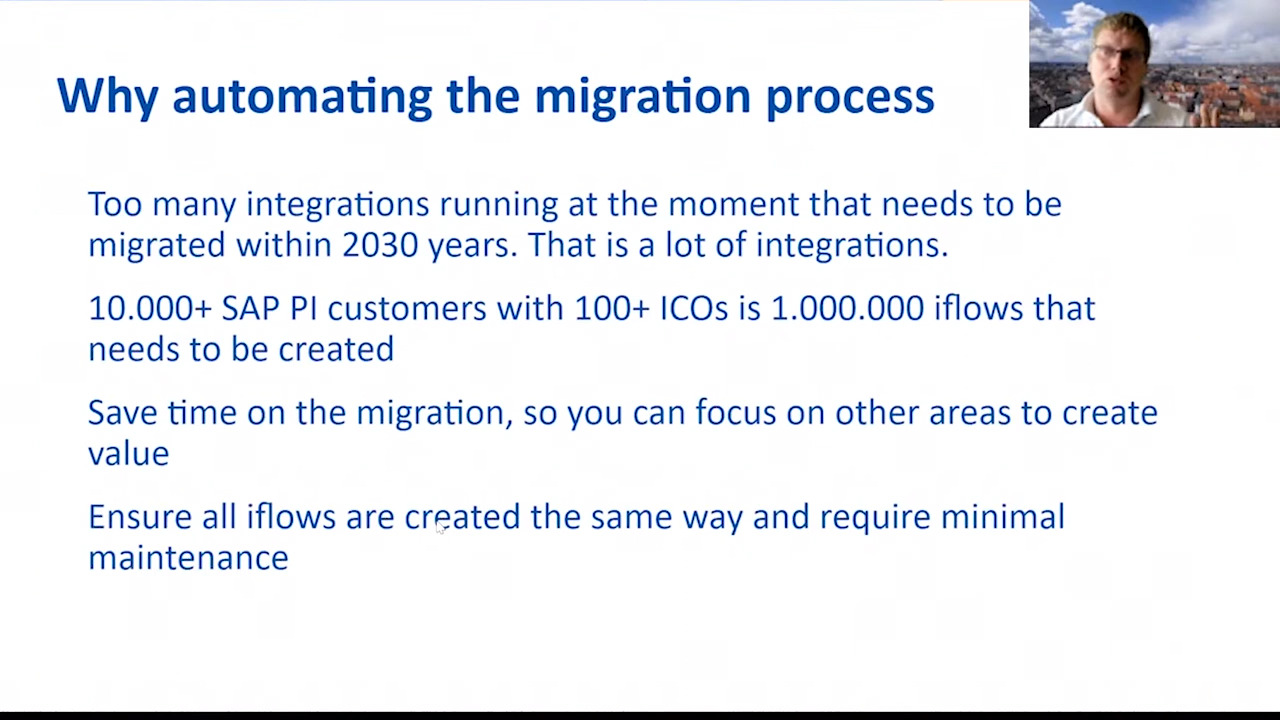 Why automating the migration process
Too many integrations running at the moment that needs to be
migrated within 2030 years. That is a lot of integrations.
10.000+ SAP PI customers with 100+ ICOs is 1.000.000 iflows that
needs to be created
Save time on the migration, so you can focus on other areas to create
value
Ensure all iflows are created the same way and require minimal
maintenance